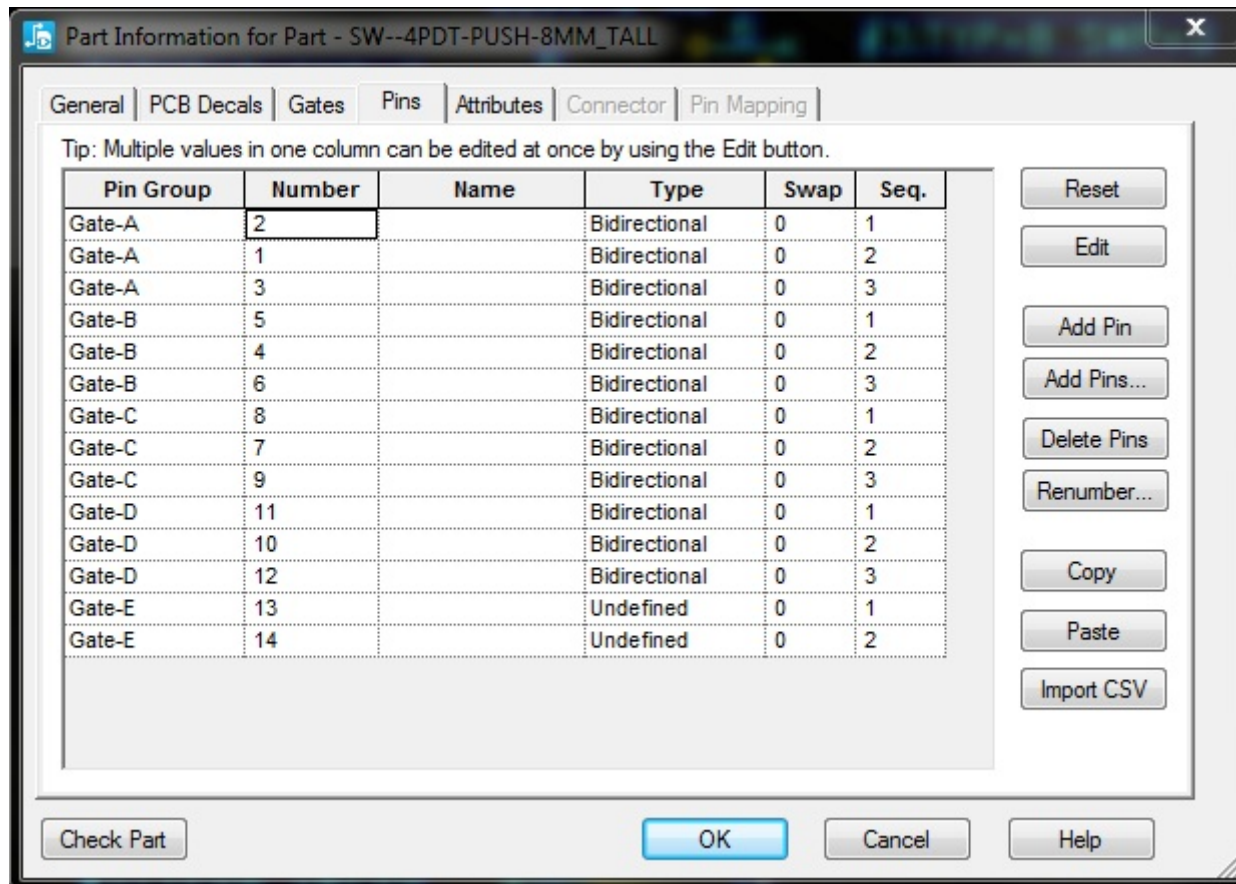 Part Information for Part - SW--4PDT-PUSH-8MM_TALL X
General PCB Decals Gates Pins Attributes Connector Pin Mapping
Tip: Multiple values in one column can be edited at once by using the Edit button.
Pin Group Number Name Type Swap Seq. Reset
Gate-A 2 Bidirectional 0 1
Gate-A 1 Bidirectional 0 2 Edit
Gate-A 3 Bidirectional 0 3
Gate-B 5 Bidirectional 0 1 Add Pin
Gate-B 4 Bidirectional 0 2
Gate-B 6 Bidirectional 0 3 Add Pins...
Gate-C 8 Bidirectional 0 1
Gate-C 7 Bidirectional 0 2 Delete Pins
Gate-C 9 Bidirectional 0 3 Renumber...
Gate-D 11 Bidirectional 0 1
Gate-D 10 Bidirectional 0 2
Gate-D 12 Bidirectional 0 3 Copy
Gate-E 13 Undefined 0 1
Gate-E 14 Undefined 0 2 Paste
Import CSV
Check Part OK Cancel Help